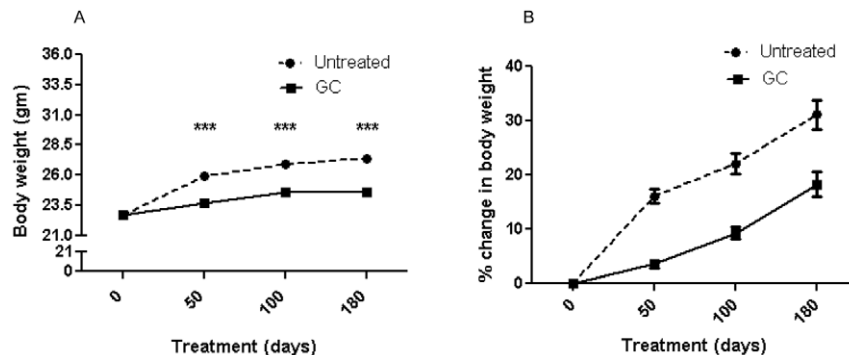 A
Body weight (gm)
36.0
33.5
31.0
28.5
26.0
23.5
21.0
21
0
Untreated
GC
*** *** ***
0 50 100 180
Treatment (days)
B
% change in body weight
40
30
20
10
0
Untreated
GC
0 50 100 180
Treatment (days)